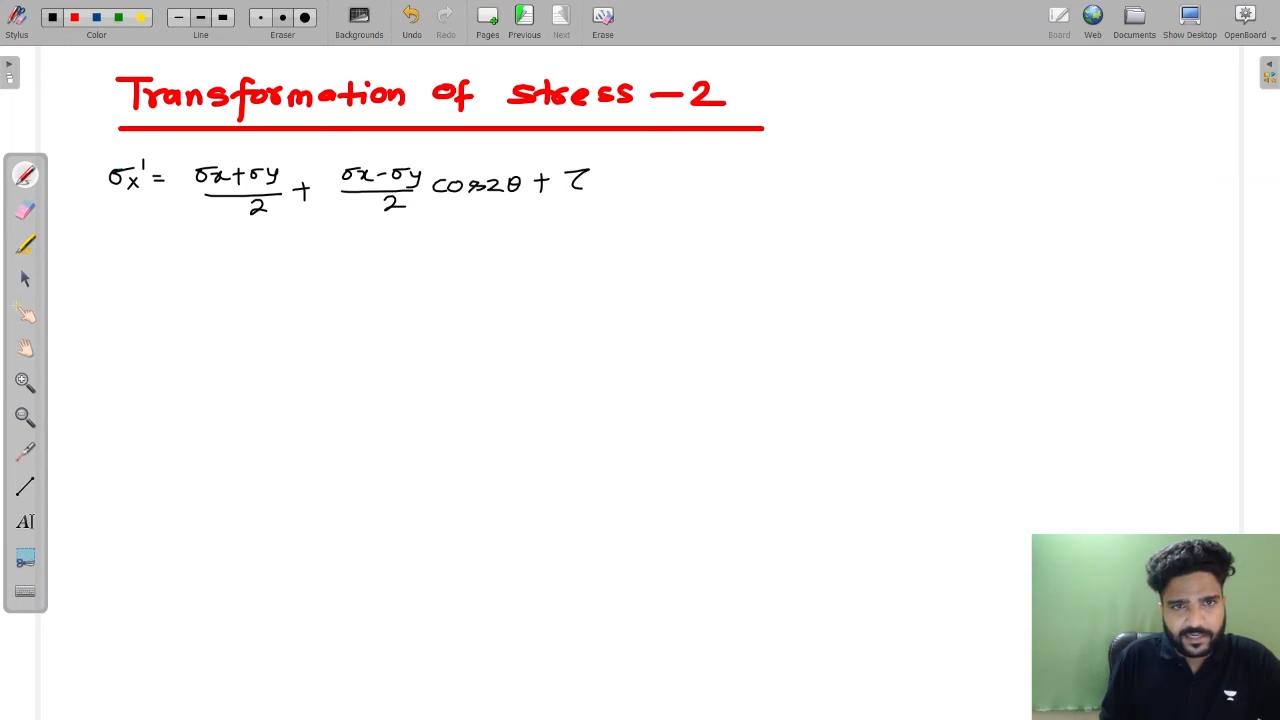 Stylus Color Line Eraser Backgrounds Undo Redo Pages Previous Next Erase Board Web Documents Show Desktop OpenBoard
Transformation of stress - 2
σx' = σx+σy/2 + σx-σy/2 cos2θ + τ
AI